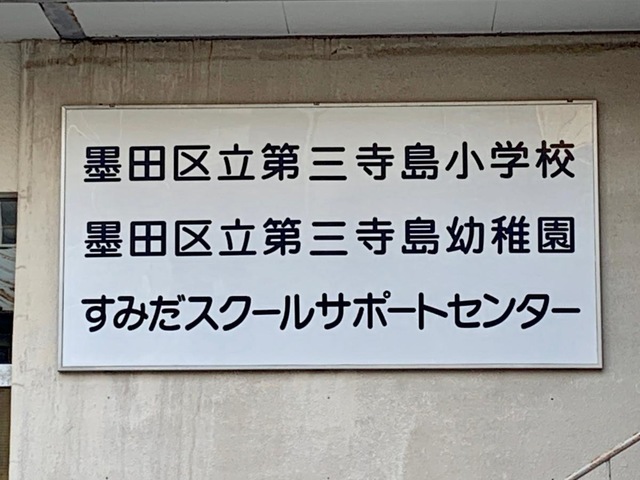 墨田区立第三寺島小学校
墨田区立第三寺島幼稚園
すみだスクールサポートセンター